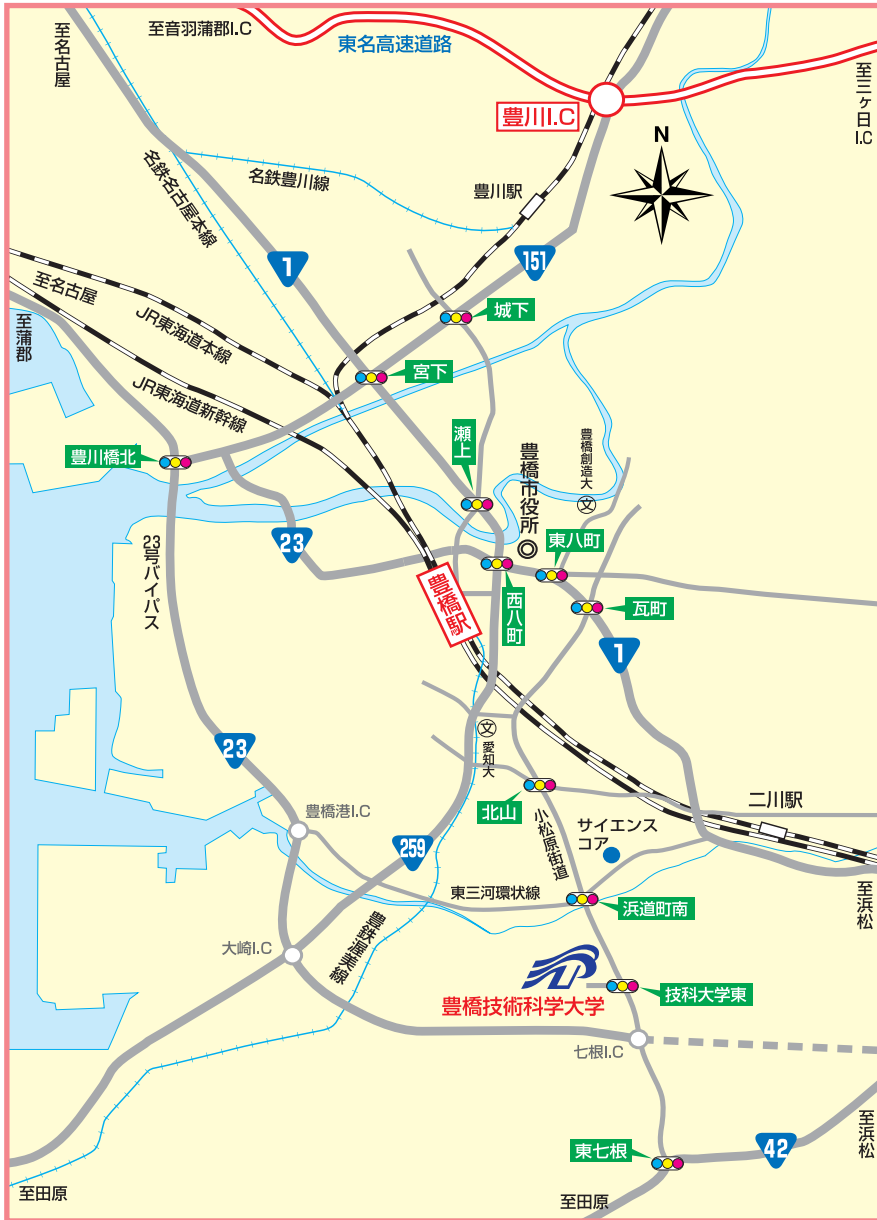 至名古屋
至音羽蒲郡I.C
東名高速道路
豊川I.C
至三ヶ日I.C
N
名鉄名古屋本線
名鉄豊川線
豊川駅
1
151
至名古屋
JR東海道本線
城下
至蒲郡
JR東海道新幹線
宮下
豊川橋北
瀬上
豊橋市役所
豊橋創造大
文
23号バイパス
23
東八町
豊橋駅
西八町
瓦町
1
23
文
愛知大
北山
小松原街道
二川駅
豊橋港I.C
サイエンス
コア
259
東三河環状線
浜道町南
至浜松
大崎I.C
豊鉄渥美線
豊橋技術科学大学
技科大学東
七根I.C
東七根
42
至浜松
至田原
至田原